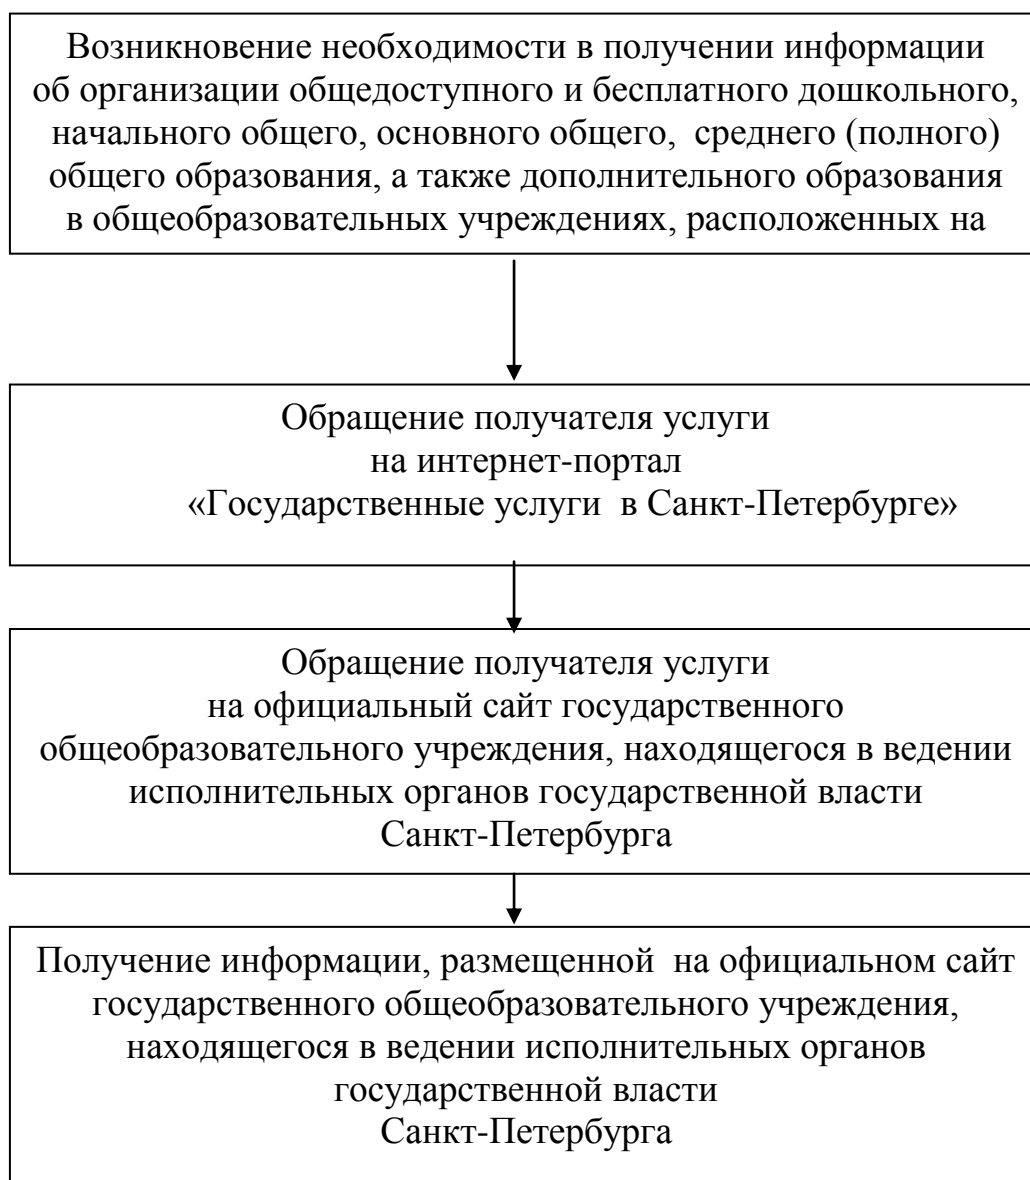 Возникновение необходимости в получении информации
об организации общедоступного и бесплатного дошкольного,
начального общего, основного общего,  среднего (полного)
общего образования, а также дополнительного образования
в общеобразовательных учреждениях, расположенных на
Обращение получателя услуги
на интернет-портал
«Государственные услуги  в Санкт-Петербурге»
Обращение получателя услуги
на официальный сайт государственного
общеобразовательного учреждения, находящегося в ведении
исполнительных органов государственной власти
Санкт-Петербурга
Получение информации, размещенной  на официальном сайт
государственного общеобразовательного учреждения,
находящегося в ведении исполнительных органов
государственной власти
Санкт-Петербурга